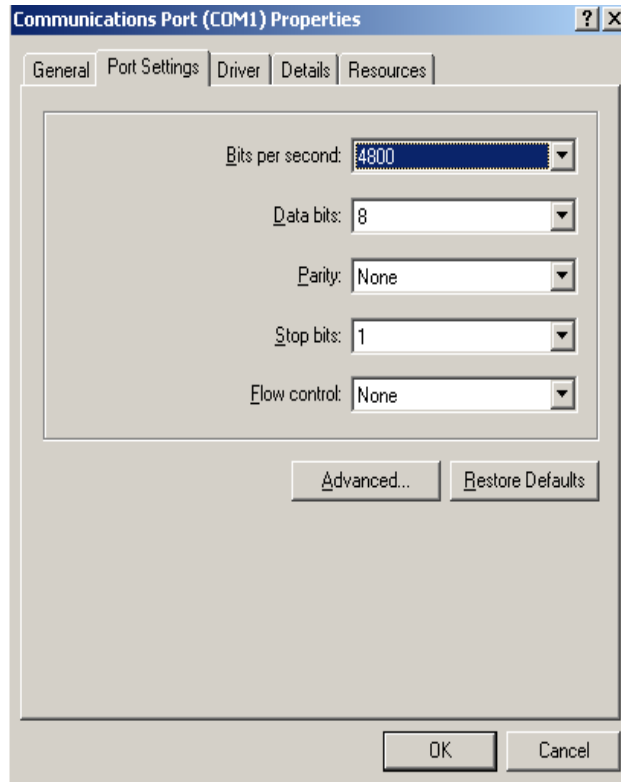 Communications Port (COM1) Properties ? X
General Port Settings Driver Details Resources
Bits per second: 4800
Data bits: 8
Parity: None
Stop bits: 1
Flow control: None
Advanced... Restore Defaults
OK Cancel